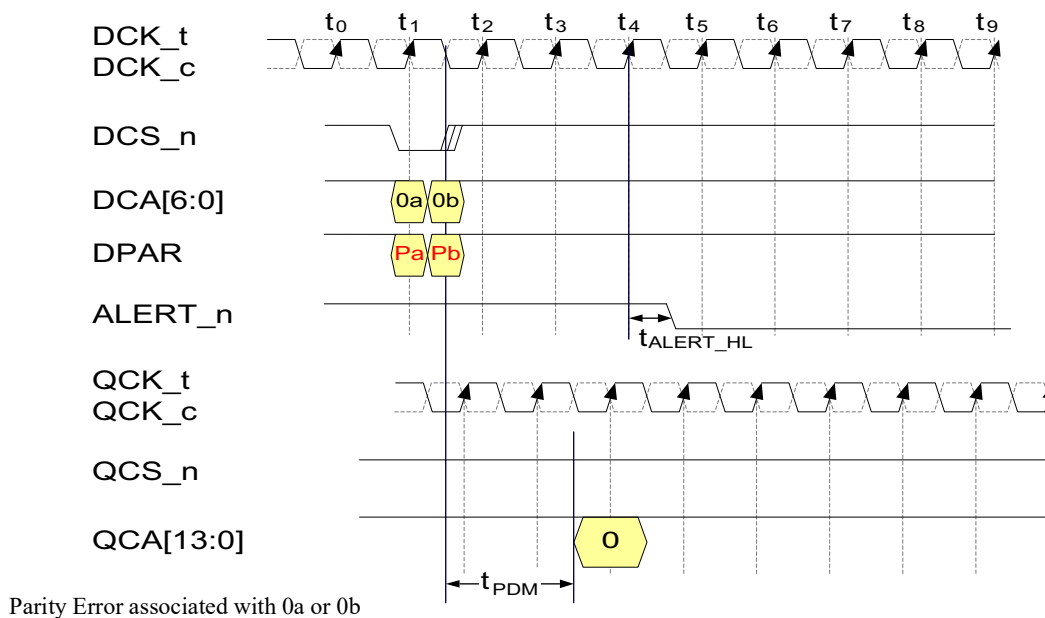 t0 t1 t2 t3 t4 t5 t6 t7 t8 t9
DCK_t
DCK_c
DCS_n
DCA[6:0] 0a 0b
DPAR Pa Pb
ALERT_n
tALERT_HL
QCK_t
QCK_c
QCS_n
QCA[13:0] 0
tPDM
Parity Error associated with 0a or 0b